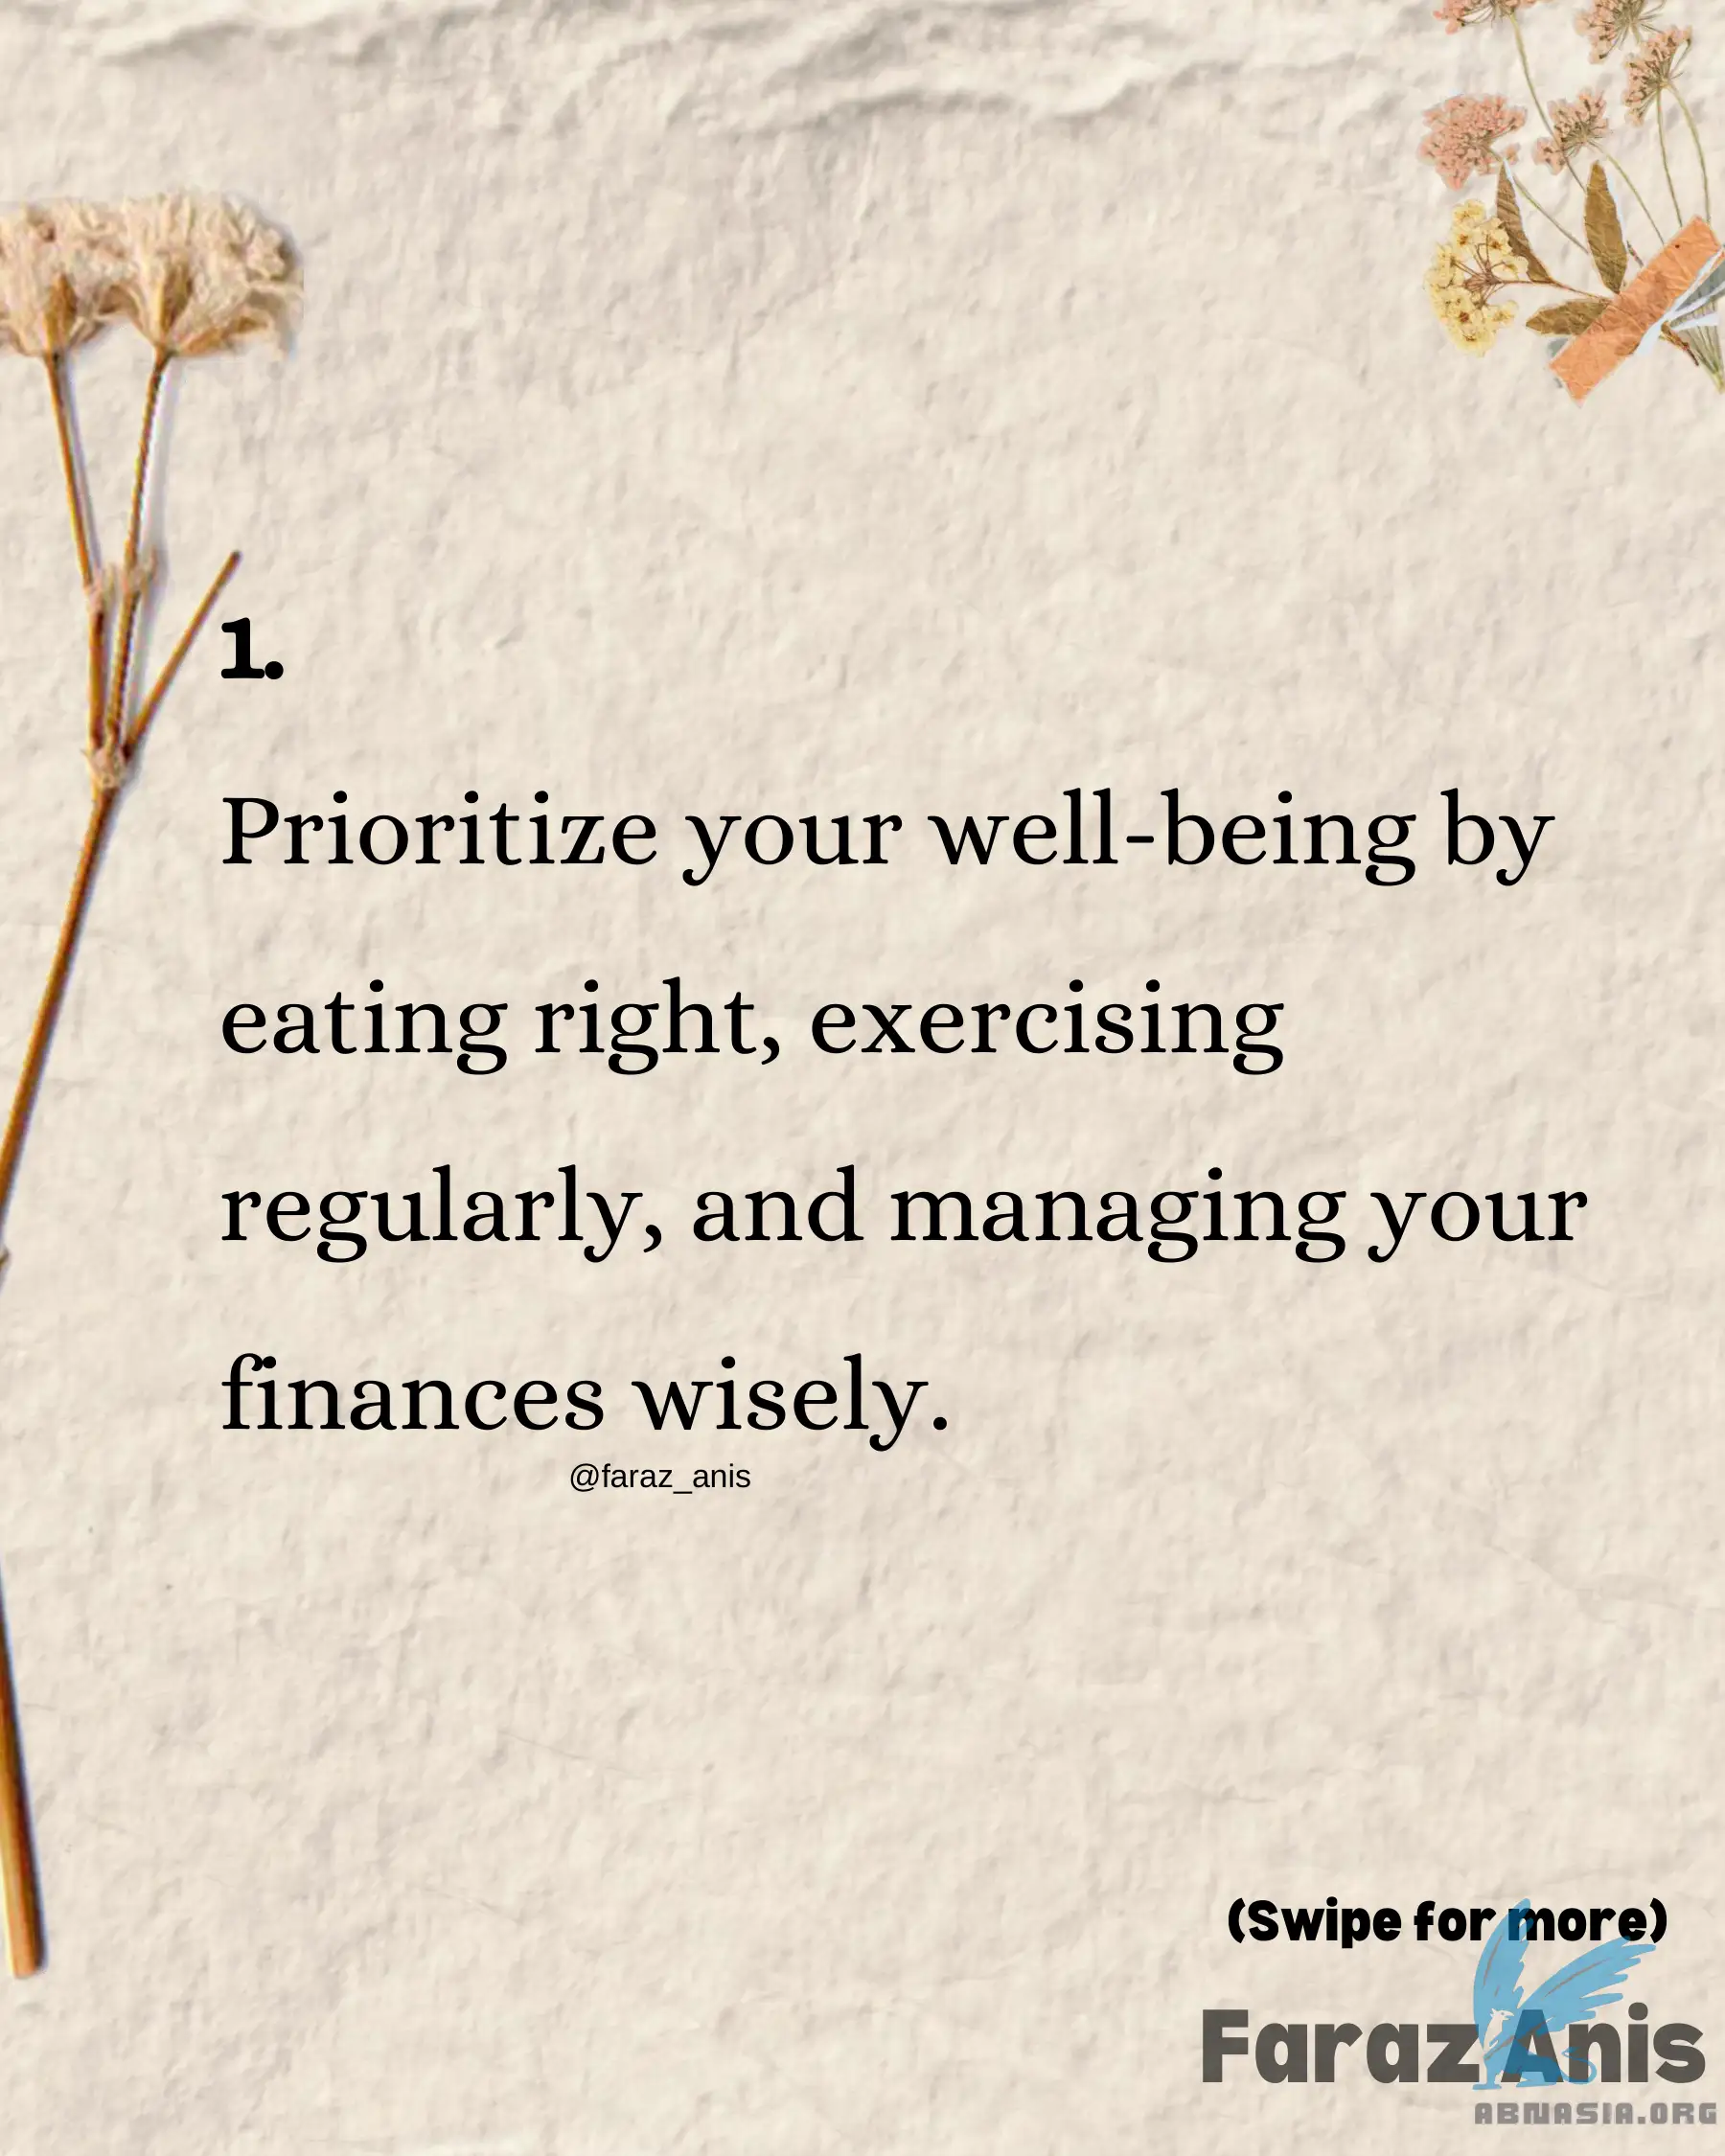 1.
Prioritize your well-being by
eating right, exercising
regularly, and managing your
finances wisely.
@faraz_anis
(Swipe for more)
Faraz Anis
ABNASIA.ORG